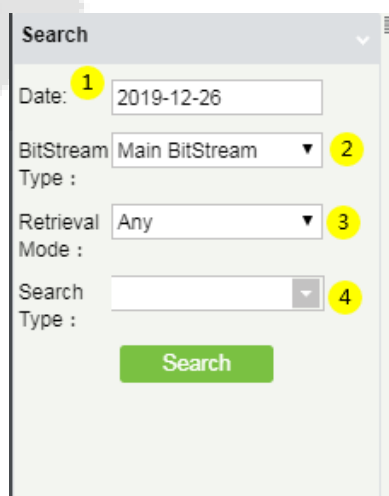 Search
Date: 1 2019-12-26
BitStream Main BitStream 2
Type :
Retrieval Any 3
Mode :
Search 4
Type :
Search